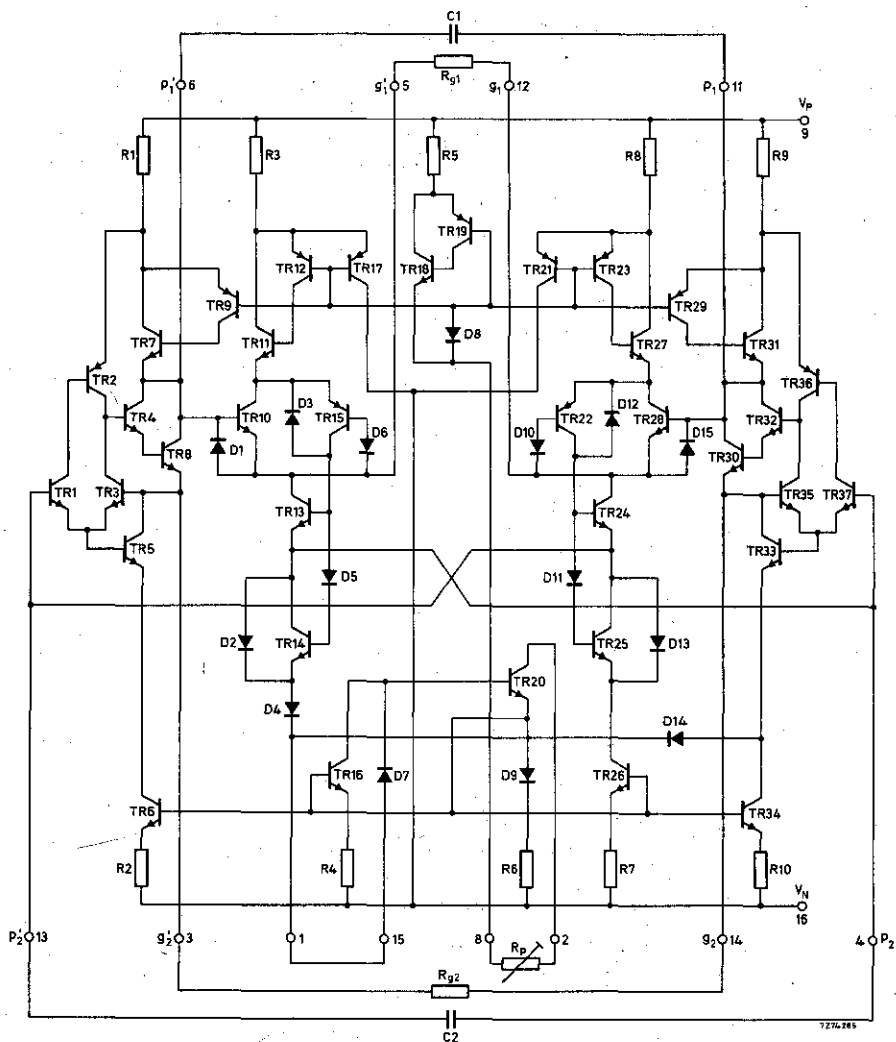 C1
Rg1
p1' 6
g1' 5
g1 12
p1 11
VP
9
R1
R3
R5
R8
R9
TR19
TR12
TR17
TR18
TR21
TR23
TR9
TR29
D8
TR7
TR11
TR27
TR31
TR2
TR36
D3
D12
TR4
TR10
TR15
TR22
TR28
TR32
D1
D6
D10
D15
TR8
TR30
TR1
TR3
TR13
TR24
TR35
TR37
TR5
TR33
D5
D11
D2
TR14
TR25
D13
TR20
D4
D14
TR16
D7
D9
TR26
TR6
TR34
R2
R4
R6
R7
R10
VN
16
p2' 13
g2' 3
1
15
8
Rp
2
g2 14
4 p2
Rg2
C2
7Z74285